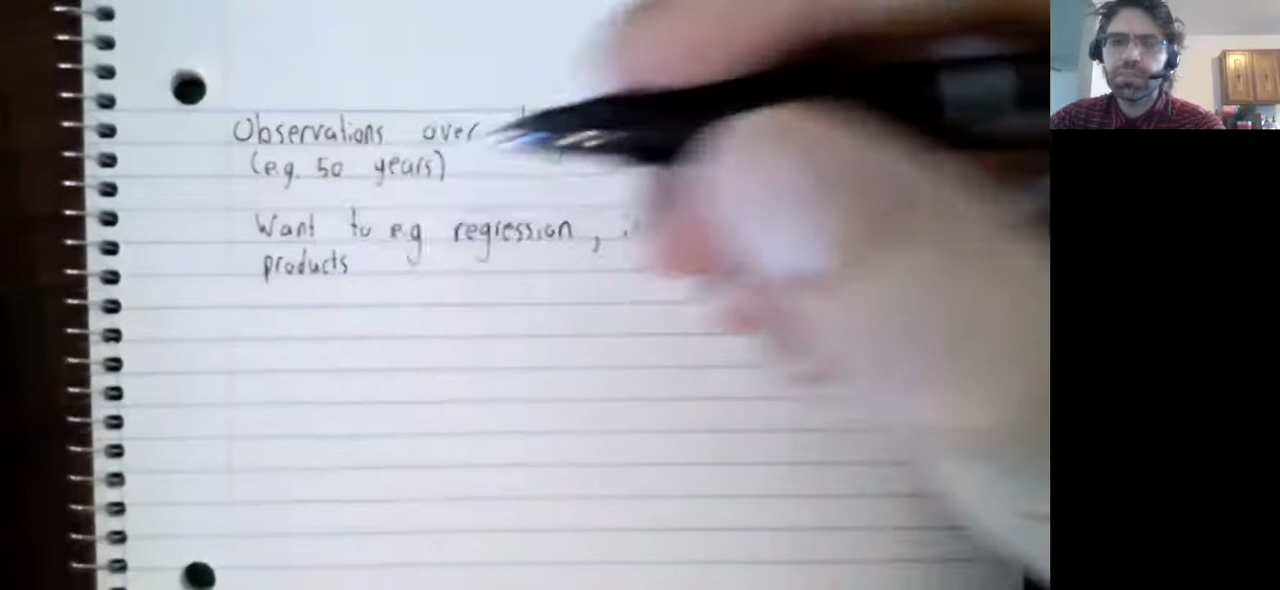 Observations over
(e.g. 50 years)
Want to e.g regression,
products